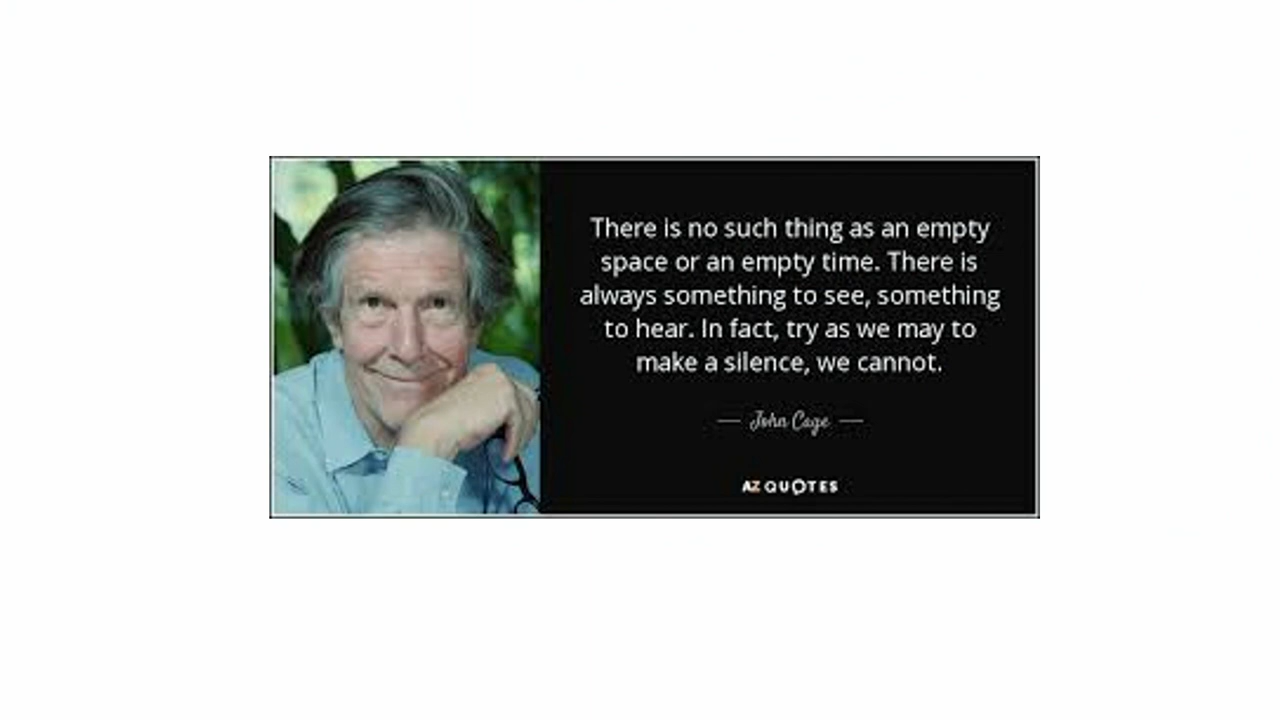 There is no such thing as an empty
space or an empty time. There is
always something to see, something
to hear. In fact, try as we may to
make a silence, we cannot.
John Cage
AZ QUOTES